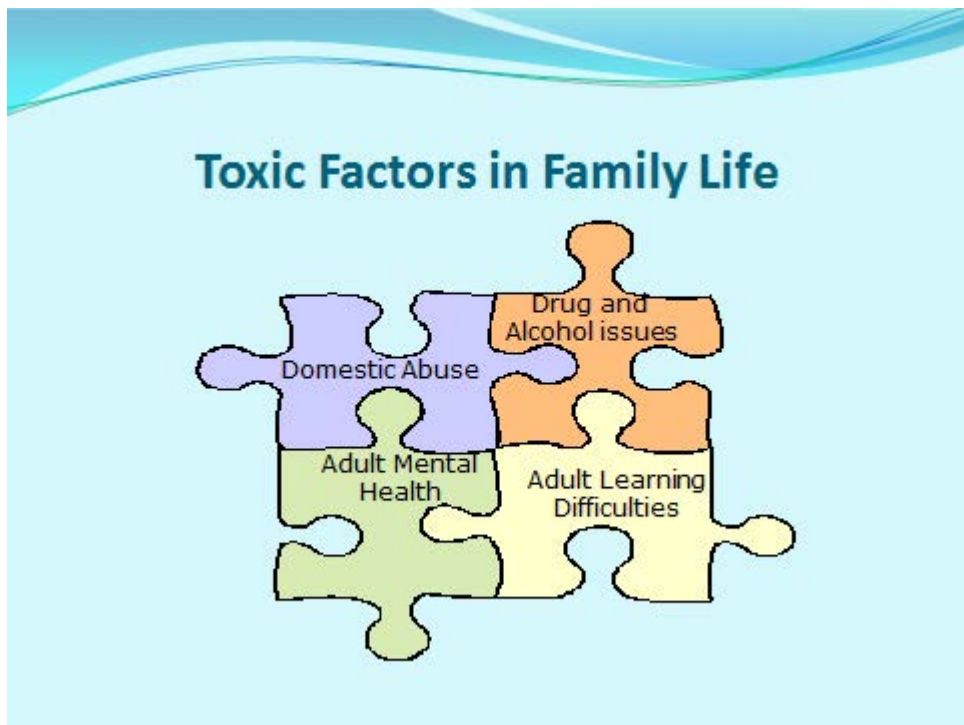 Toxic Factors in Family Life
Drug and
Alcohol issues
Domestic Abuse
Adult Mental
Health
Adult Learning
Difficulties